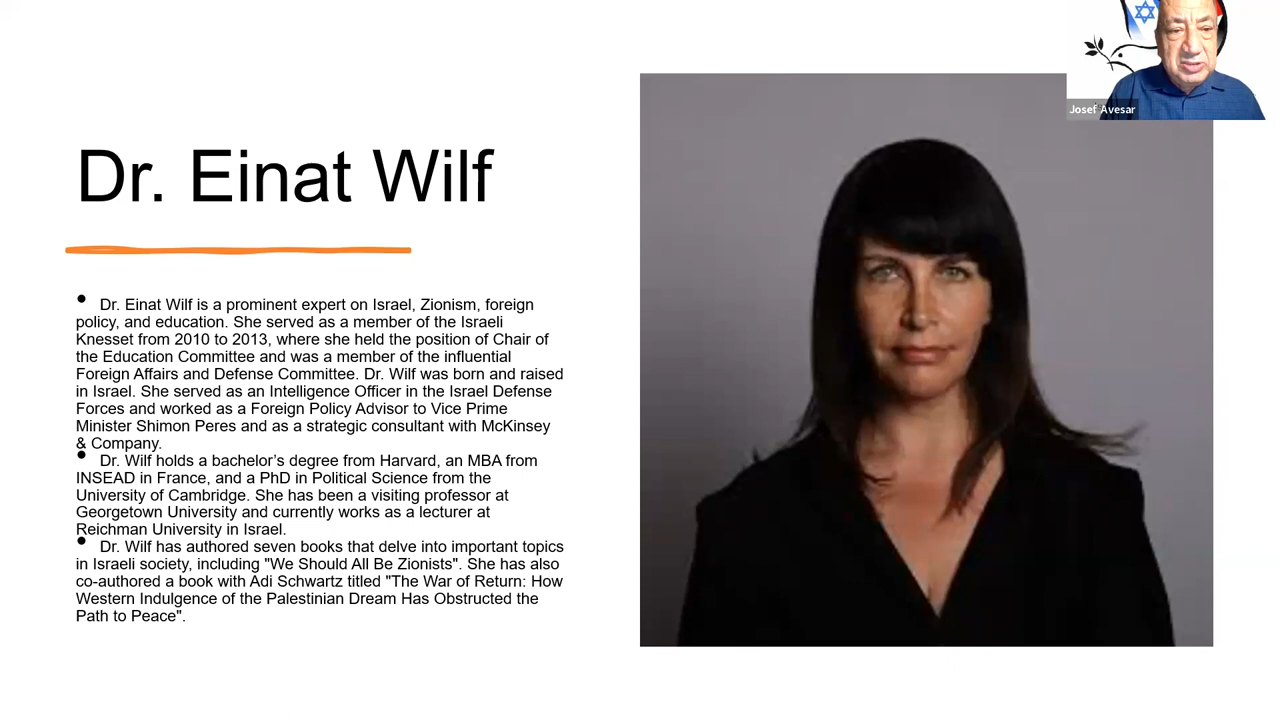 Dr. Einat Wilf
• Dr. Einat Wilf is a prominent expert on Israel, Zionism, foreign
policy, and education. She served as a member of the Israeli
Knesset from 2010 to 2013, where she held the position of Chair of
the Education Committee and was a member of the influential
Foreign Affairs and Defense Committee. Dr. Wilf was born and raised
in Israel. She served as an Intelligence Officer in the Israel Defense
Forces and worked as a Foreign Policy Advisor to Vice Prime
Minister Shimon Peres and as a strategic consultant with McKinsey
& Company.
• Dr. Wilf holds a bachelor’s degree from Harvard, an MBA from
INSEAD in France, and a PhD in Political Science from the
University of Cambridge. She has been a visiting professor at
Georgetown University and currently works as a lecturer at
Reichman University in Israel.
• Dr. Wilf has authored seven books that delve into important topics
in Israeli society, including "We Should All Be Zionists". She has also
co-authored a book with Adi Schwartz titled "The War of Return: How
Western Indulgence of the Palestinian Dream Has Obstructed the
Path to Peace".
Josef Avesar